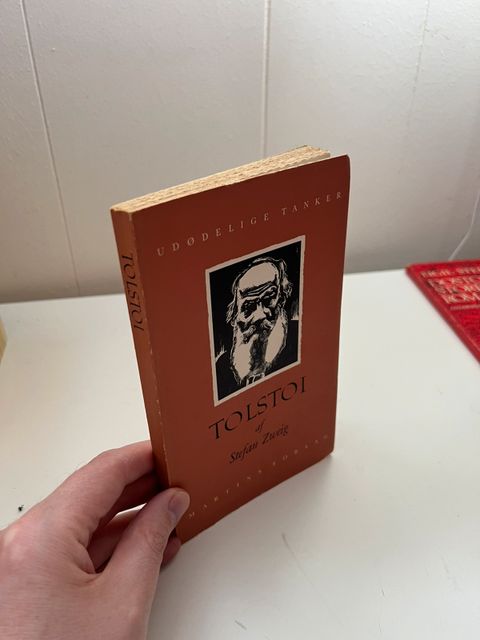 UDØDELIGE TANKER
TOLSTOI
af
Stefan Zweig
MARTINS FORLAG
TOLSTOI